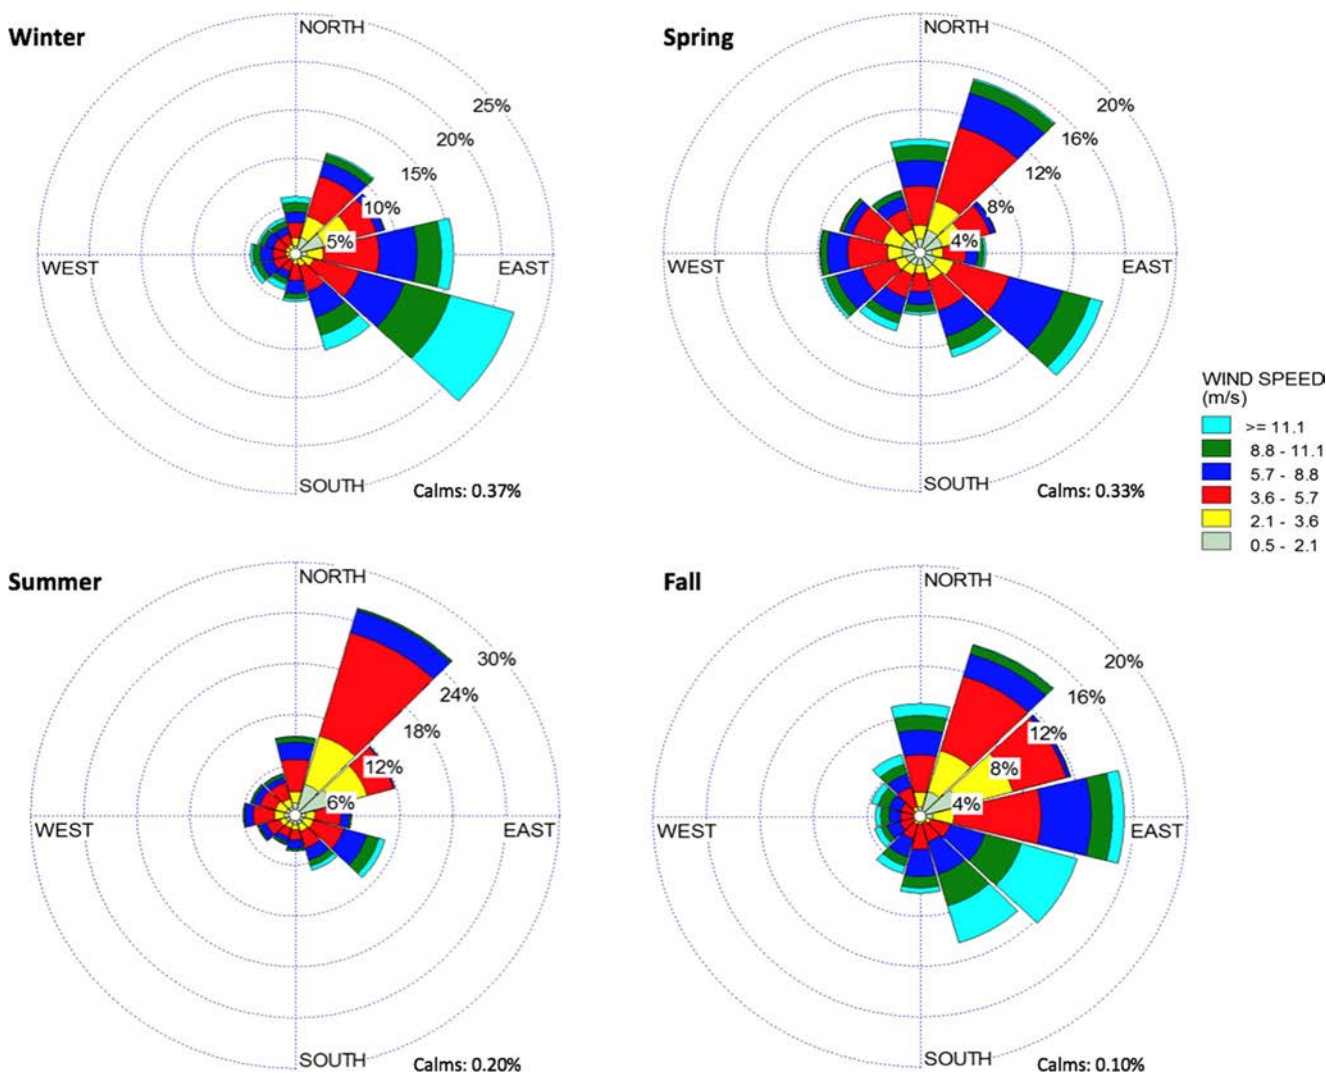 Winter
NORTH
25%
20%
15%
10%
5%
WEST
EAST
SOUTH
Calms: 0.37%
Spring
NORTH
20%
16%
12%
8%
4%
WEST
EAST
SOUTH
Calms: 0.33%
WIND SPEED
(m/s)
>= 11.1
8.8 - 11.1
5.7 - 8.8
3.6 - 5.7
2.1 - 3.6
0.5 - 2.1
Summer
NORTH
30%
24%
18%
12%
6%
WEST
EAST
SOUTH
Calms: 0.20%
Fall
NORTH
20%
16%
12%
8%
4%
WEST
EAST
SOUTH
Calms: 0.10%